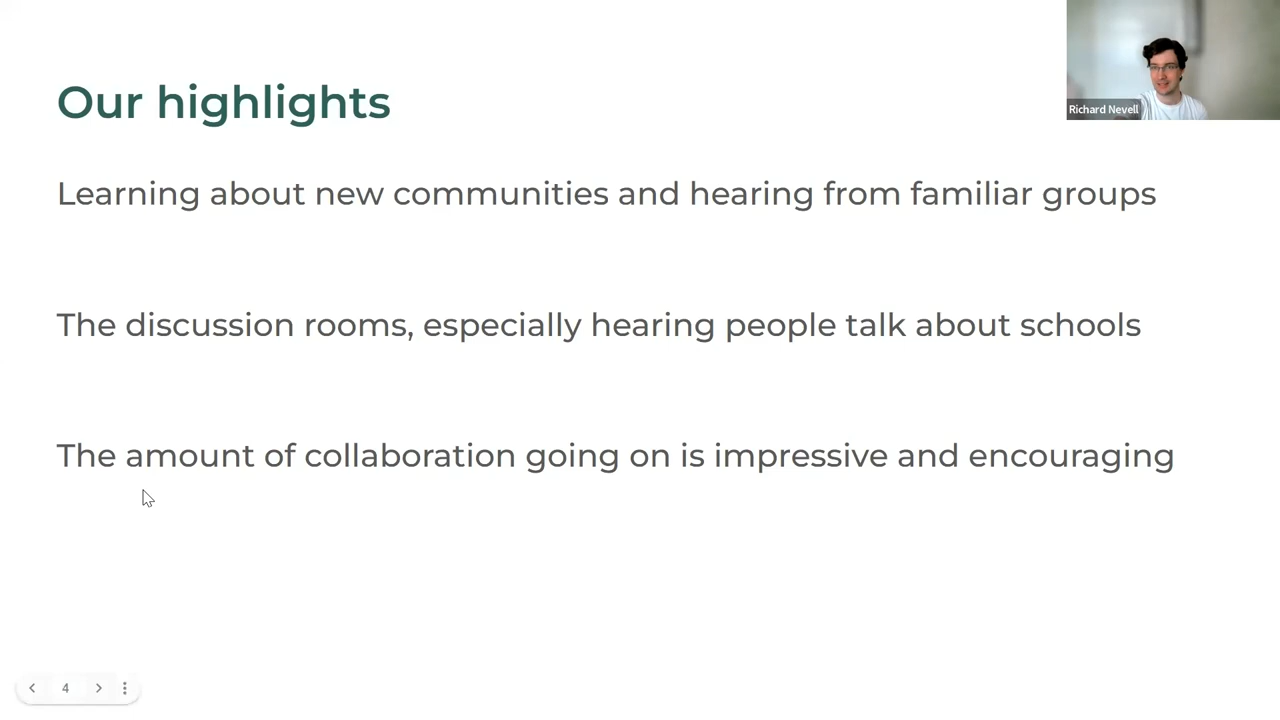 Our highlights
Richard Nevell
Learning about new communities and hearing from familiar groups
The discussion rooms, especially hearing people talk about schools
The amount of collaboration going on is impressive and encouraging
4